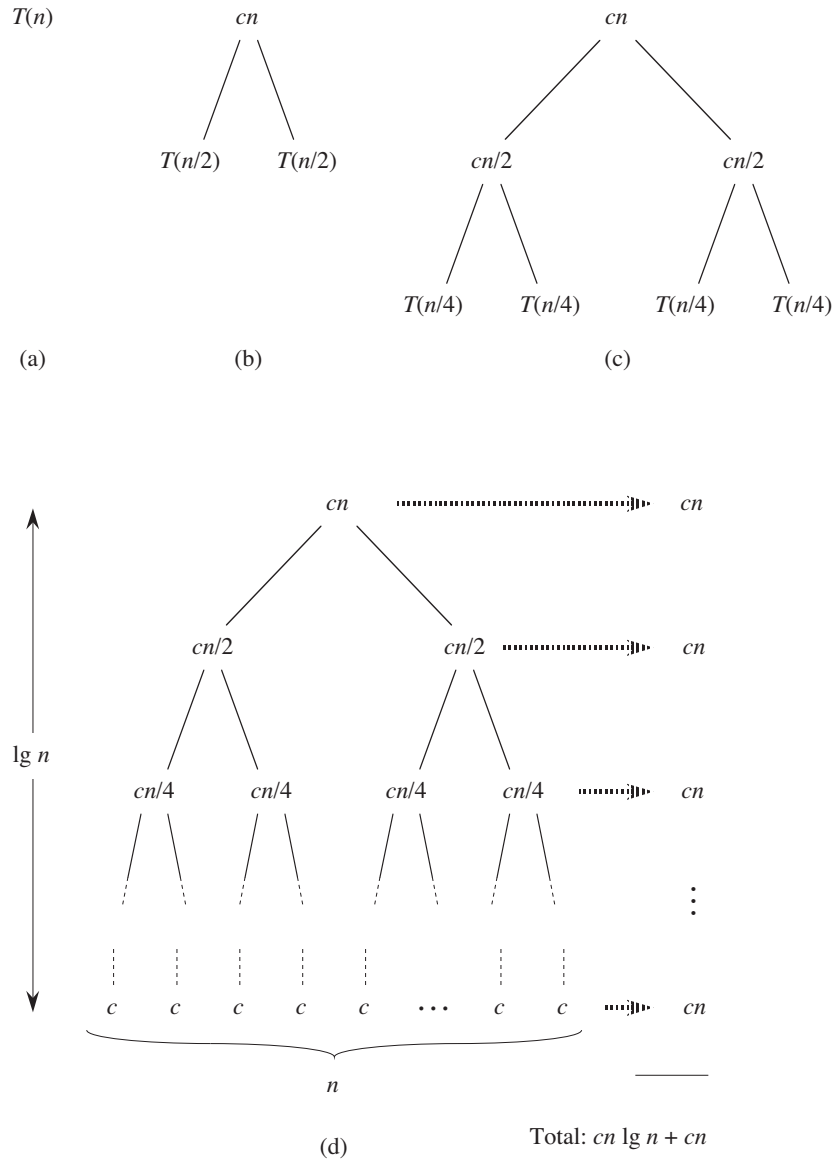 T(n) cn cn
T(n/2) T(n/2) cn/2 cn/2
T(n/4) T(n/4) T(n/4) T(n/4)
(a) (b) (c)
cn cn
cn/2 cn/2 cn
lg n
cn/4 cn/4 cn/4 cn/4 cn
c c c c c … c c cn
n
Total: cn lg n + cn
(d)